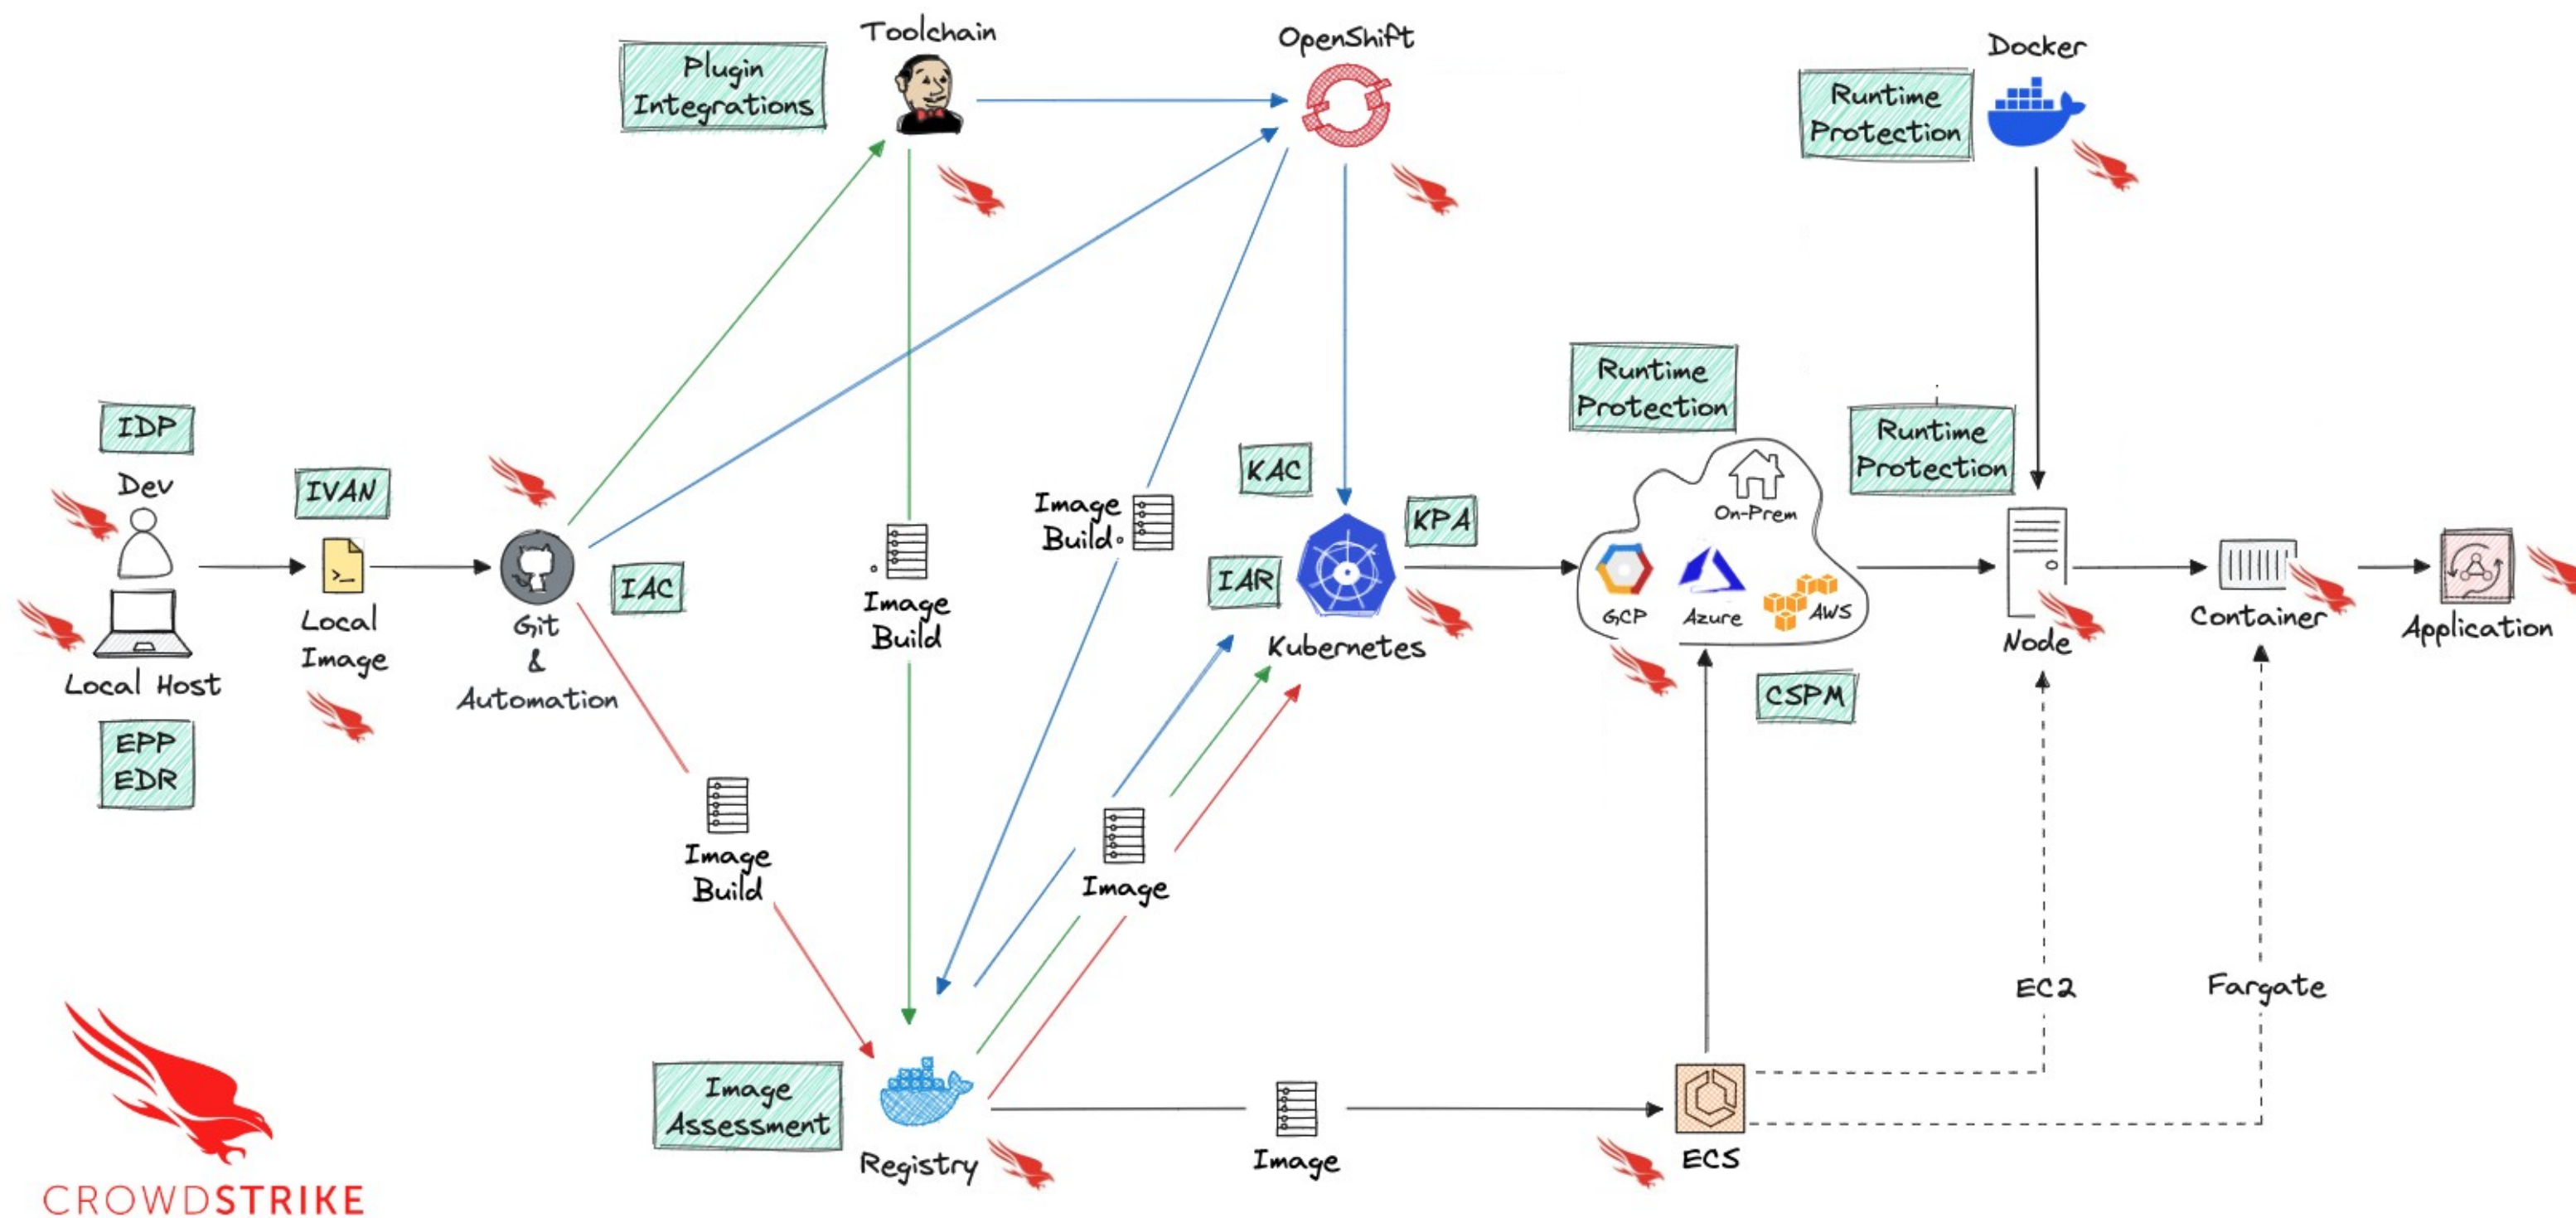 Toolchain
Plugin
Integrations
OpenShift
Docker
Runtime
Protection
IDP
Dev
Local Host
EPP
EDR
IVAN
Local
Image
Git
&
Automation
IAC
Image
Build
Image
Build
Image
Build
KAC
IAR
KPA
Kubernetes
Image
Runtime
Protection
On-Prem
GCP
Azure
AWS
CSPM
Runtime
Protection
Node
Container
Application
EC2
Fargate
Image
Assessment
Registry
Image
ECS
CROWDSTRIKE